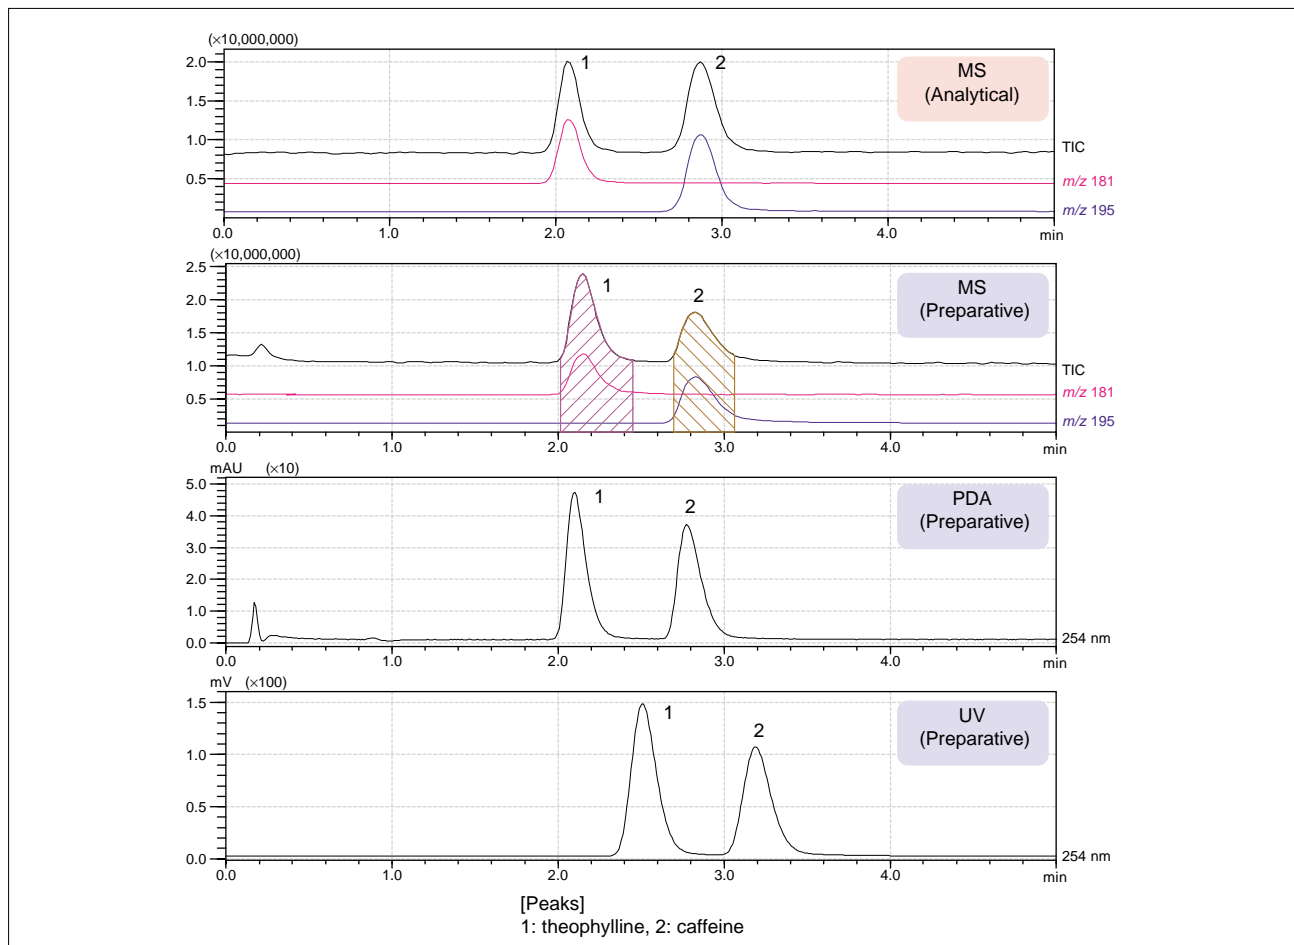 (×10,000,000)
1
2
MS
(Analytical)
2.0
1.5
1.0
0.5
TIC
m/z 181
m/z 195
0.0 1.0 2.0 3.0 4.0 min
(×10,000,000)
2.5
1
2
MS
(Preparative)
2.0
1.5
1.0
0.5
TIC
m/z 181
m/z 195
0.0 1.0 2.0 3.0 4.0 min
mAU (×10)
5.0
1
2
PDA
(Preparative)
4.0
3.0
2.0
1.0
0.0
254 nm
0.0 1.0 2.0 3.0 4.0 min
mV (×100)
1.5
1
2
UV
(Preparative)
1.0
0.5
0.0
254 nm
0.0 1.0 2.0 3.0 4.0 min
[Peaks]
1: theophylline, 2: caffeine